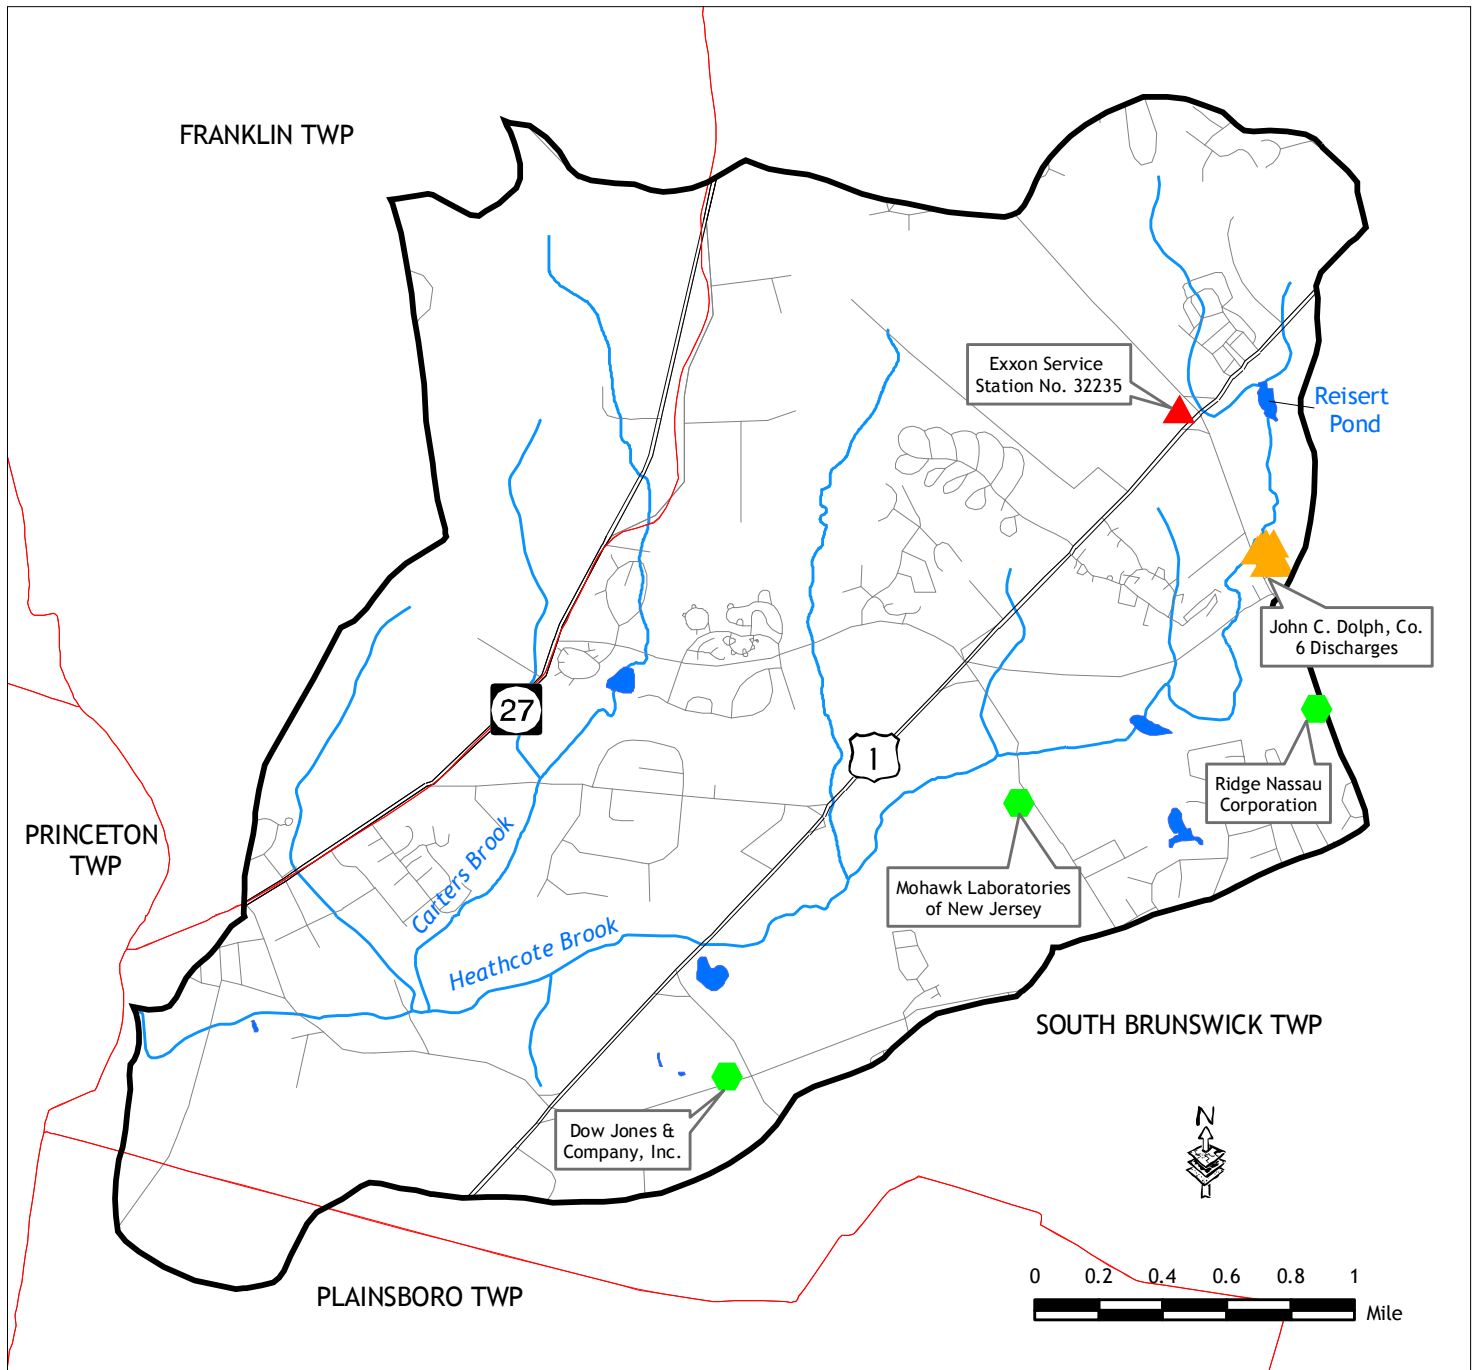 FRANKLIN TWP
Exxon Service
Station No. 32235
Reisert
Pond
John C. Dolph, Co.
6 Discharges
27
1
Ridge Nassau
Corporation
PRINCETON
TWP
Carters Brook
Mohawk Laboratories
of New Jersey
Heathcote Brook
SOUTH BRUNSWICK TWP
Dow Jones &
Company, Inc.
N
PLAINSBORO TWP
0 0.2 0.4 0.6 0.8 1
Mile